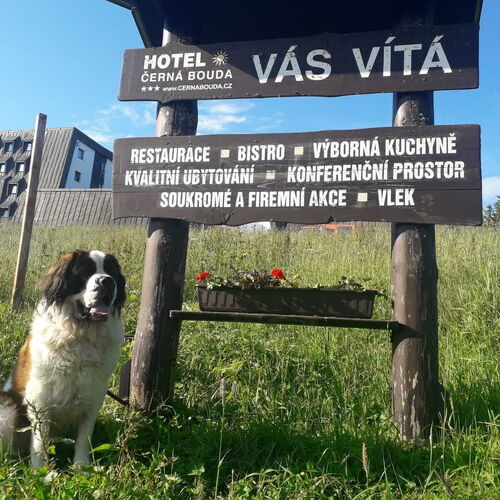 HOTEL
ČERNÁ BOUDA
*** WWW.CERNABOUDA.CZ
VÁS VÍTÁ
RESTAURACE ▪ BISTRO ▪ VÝBORNÁ KUCHYNĚ
KVALITNÍ UBYTOVÁNÍ ▪ KONFERENČNÍ PROSTOR
SOUKROMÉ A FIREMNÍ AKCE ▪ VLEK